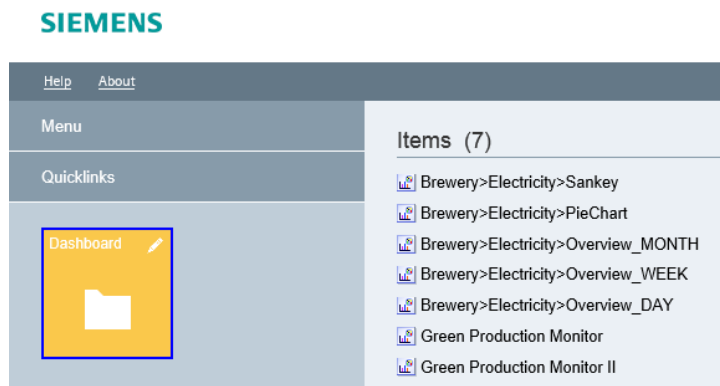 SIEMENS
Help About
Menu
Quicklinks
Dashboard
Items (7)
Brewery>Electricity>Sankey
Brewery>Electricity>PieChart
Brewery>Electricity>Overview_MONTH
Brewery>Electricity>Overview_WEEK
Brewery>Electricity>Overview_DAY
Green Production Monitor
Green Production Monitor II